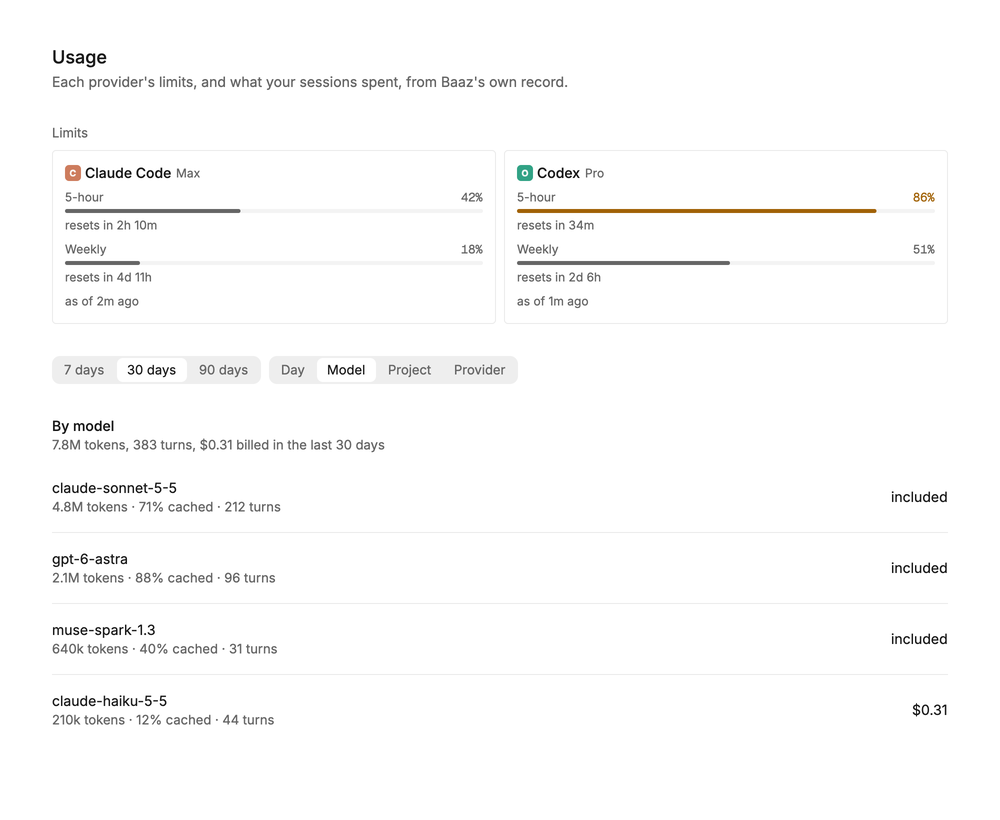 Usage
Each provider's limits, and what your sessions spent, from Baaz's own record.
Limits
C Claude Code Max
5-hour 42%
resets in 2h 10m
Weekly 18%
resets in 4d 11h
as of 2m ago
O Codex Pro
5-hour 86%
resets in 34m
Weekly 51%
resets in 2d 6h
as of 1m ago
7 days 30 days 90 days Day Model Project Provider
By model
7.8M tokens, 383 turns, $0.31 billed in the last 30 days
claude-sonnet-5-5
4.8M tokens · 71% cached · 212 turns
included
gpt-6-astra
2.1M tokens · 88% cached · 96 turns
included
muse-spark-1.3
640k tokens · 40% cached · 31 turns
included
claude-haiku-5-5
210k tokens · 12% cached · 44 turns
$0.31